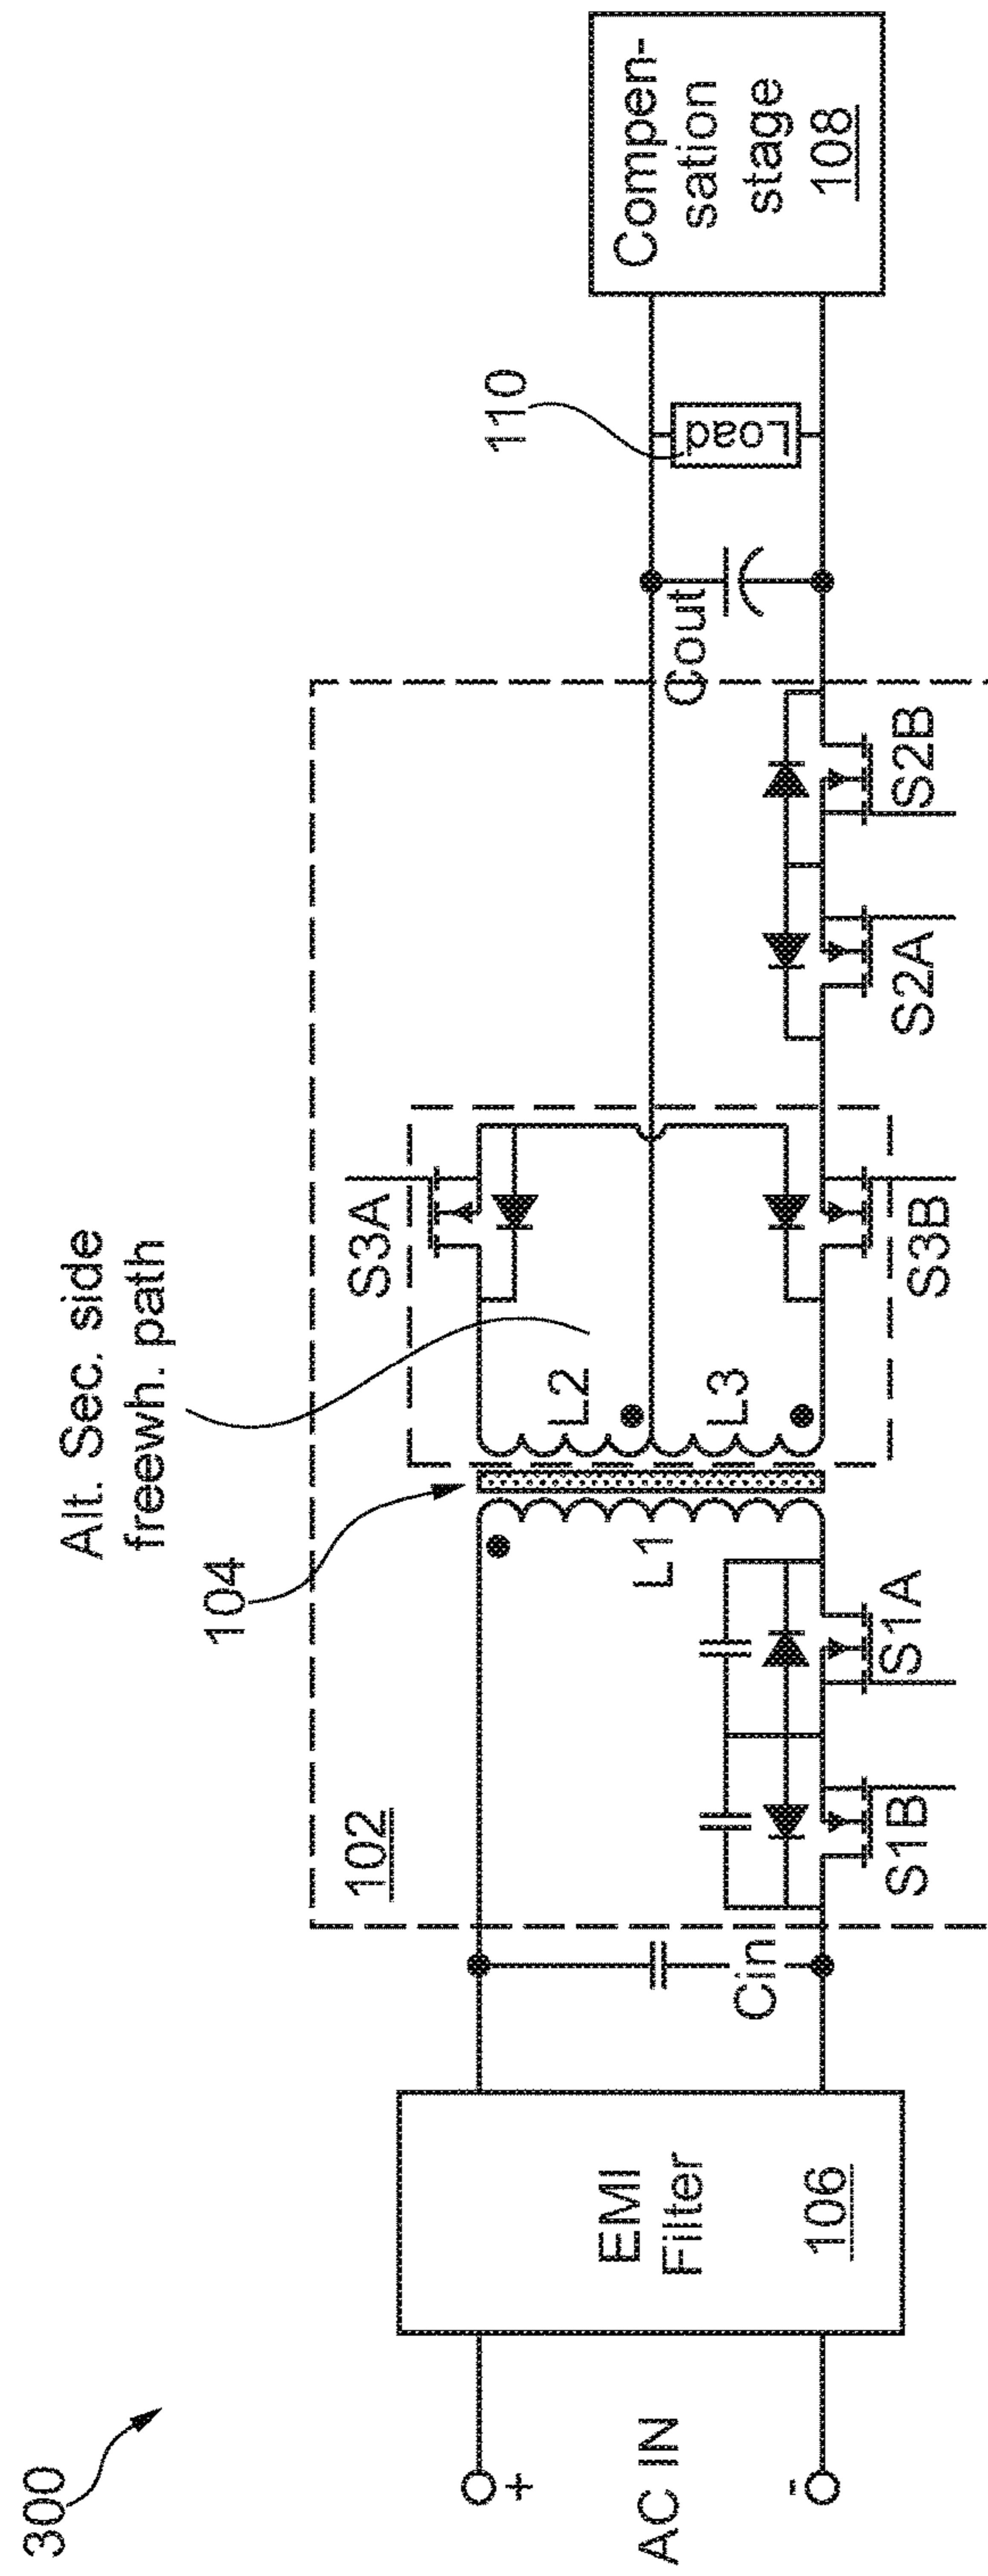 300
AC IN
+
-
EMI
Filter
106
Cin
102
S1B
S1A
L1
104
Alt. Sec. side
freewh. path
L2
L3
S3A
S3B
S2A
S2B
Cout
110
Load
Compen-
sation
stage
108